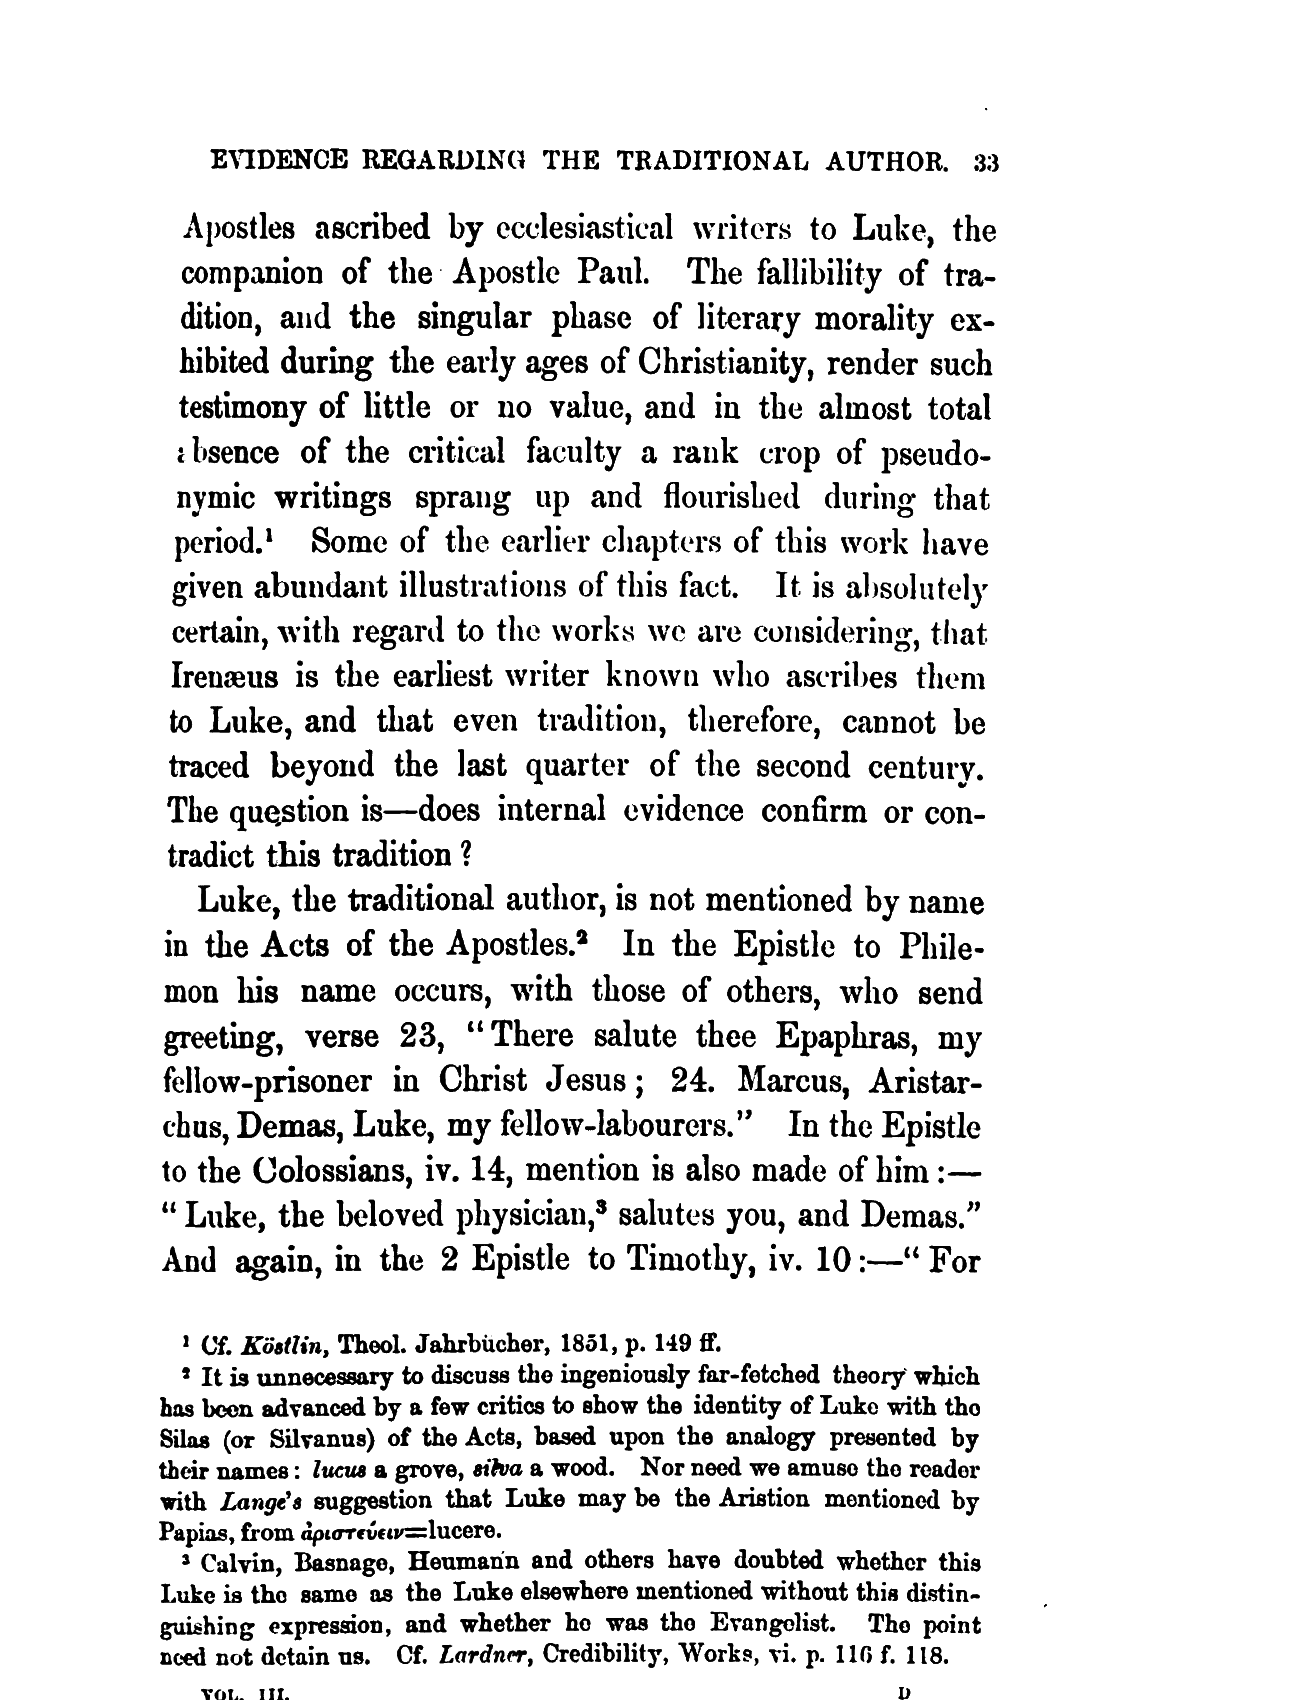 EVIDENCE REGARDING THE TRADITIONAL AUTHOR. 33
Apostles ascribed by ecclesiastical writers to Luke, the
companion of the Apostle Paul. The fallibility of tra-
dition, and the singular phase of literary morality ex-
hibited during the early ages of Christianity, render such
testimony of little or no value, and in the almost total
absence of the critical faculty a rank crop of pseudo-
nymic writings sprang up and flourished during that
period.¹ Some of the earlier chapters of this work have
given abundant illustrations of this fact. It is absolutely
certain, with regard to the works we are considering, that
Irenæus is the earliest writer known who ascribes them
to Luke, and that even tradition, therefore, cannot be
traced beyond the last quarter of the second century.
The question is—does internal evidence confirm or con-
tradict this tradition ?
Luke, the traditional author, is not mentioned by name
in the Acts of the Apostles.² In the Epistle to Phile-
mon his name occurs, with those of others, who send
greeting, verse 23, “There salute thee Epaphras, my
fellow-prisoner in Christ Jesus ; 24. Marcus, Aristar-
chus, Demas, Luke, my fellow-labourers.” In the Epistle
to the Colossians, iv. 14, mention is also made of him :—
“Luke, the beloved physician,³ salutes you, and Demas.”
And again, in the 2 Epistle to Timothy, iv. 10 :—“ For
¹ Cf. Köstlin, Theol. Jahrbücher, 1851, p. 149 ff.
² It is unnecessary to discuss the ingeniously far-fetched theory which
has been advanced by a few critics to show the identity of Luke with the
Silas (or Silvanus) of the Acts, based upon the analogy presented by
their names : lucus a grove, silva a wood. Nor need we amuse the reader
with Lange’s suggestion that Luke may be the Aristion mentioned by
Papias, from ἀριστεύειν=lucere.
³ Calvin, Basnage, Heumann and others have doubted whether this
Luke is the same as the Luke elsewhere mentioned without this distin-
guishing expression, and whether he was the Evangelist. The point
need not detain us. Cf. Lardner, Credibility, Works, vi. p. 116 f. 118.
VOL. III. D